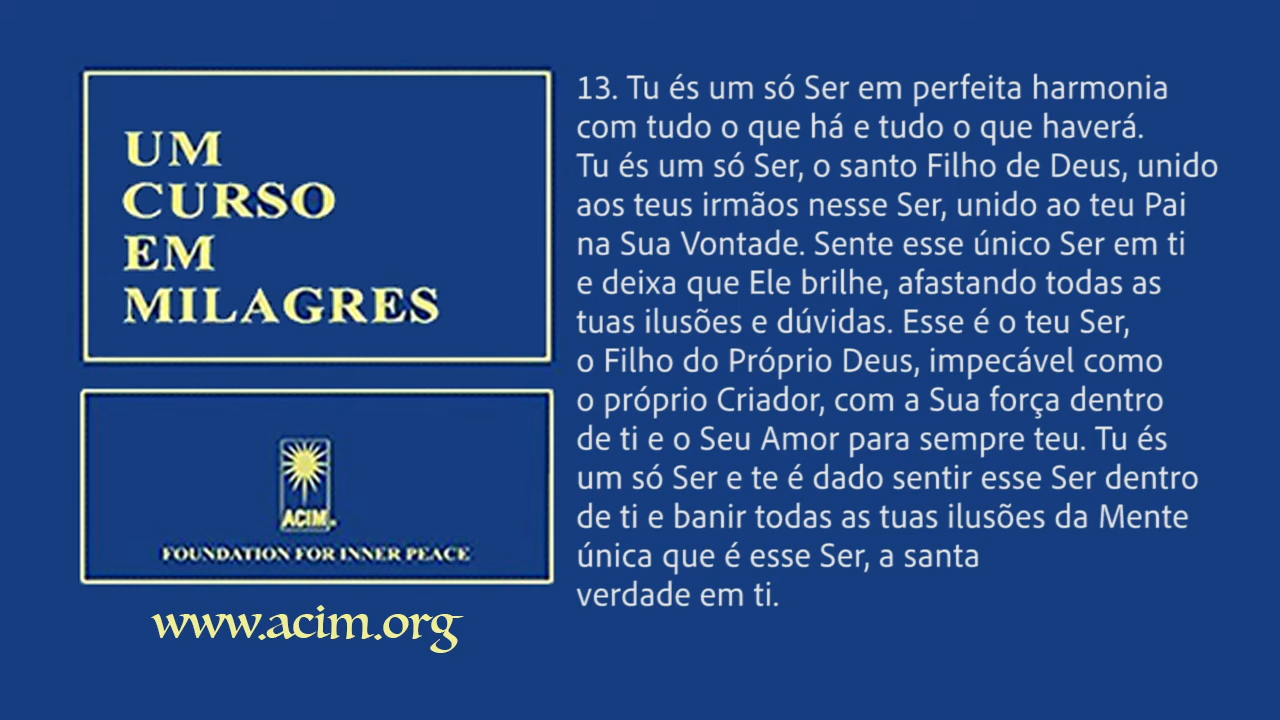 UM
CURSO
EM
MILAGRES
ACIM®
FOUNDATION FOR INNER PEACE
www.acim.org
13. Tu és um só Ser em perfeita harmonia
com tudo o que há e tudo o que haverá.
Tu és um só Ser, o santo Filho de Deus, unido
aos teus irmãos nesse Ser, unido ao teu Pai
na Sua Vontade. Sente esse único Ser em ti
e deixa que Ele brilhe, afastando todas as
tuas ilusões e dúvidas. Esse é o teu Ser,
o Filho do Próprio Deus, impecável como
o próprio Criador, com a Sua força dentro
de ti e o Seu Amor para sempre teu. Tu és
um só Ser e te é dado sentir esse Ser dentro
de ti e banir todas as tuas ilusões da Mente
única que é esse Ser, a santa
verdade em ti.